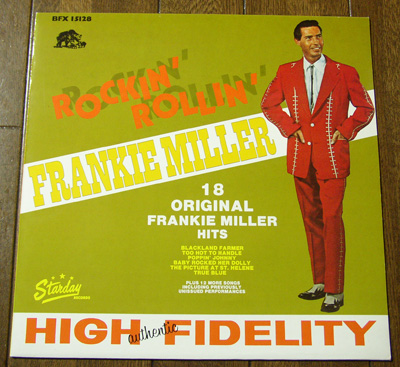 BFX 15128
ROCKIN' ROCKIN'
ROLLIN' ROLLIN'
FRANKIE MILLER
18
ORIGINAL
FRANKIE MILLER
HITS
BLACKLAND FARMER
TOO HOT TO HANDLE
POPPIN' JOHNNY
BABY ROCKED HER DOLLY
THE PICTURE AT ST. HELENE
TRUE BLUE
PLUS 12 MORE SONGS
INCLUDING PREVIOUSLY
UNISSUED PERFORMANCES
Starday
RECORDS
HIGH authentic FIDELITY